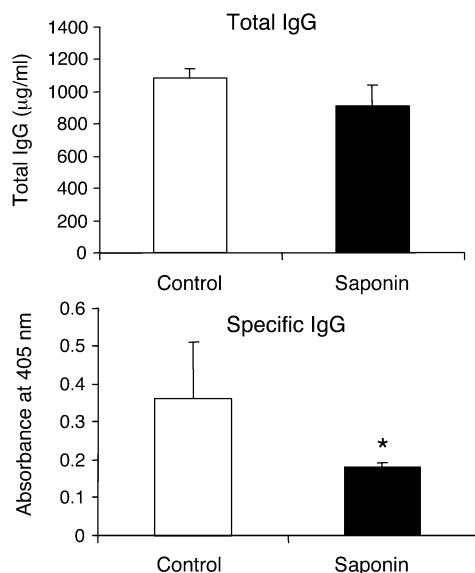 Total IgG
Total IgG (μg/ml)
1400
1200
1000
800
600
400
200
0
Control Saponin
Specific IgG
Absorbance at 405 nm
0.6
0.5
0.4
0.3
0.2
0.1
0
*
Control Saponin